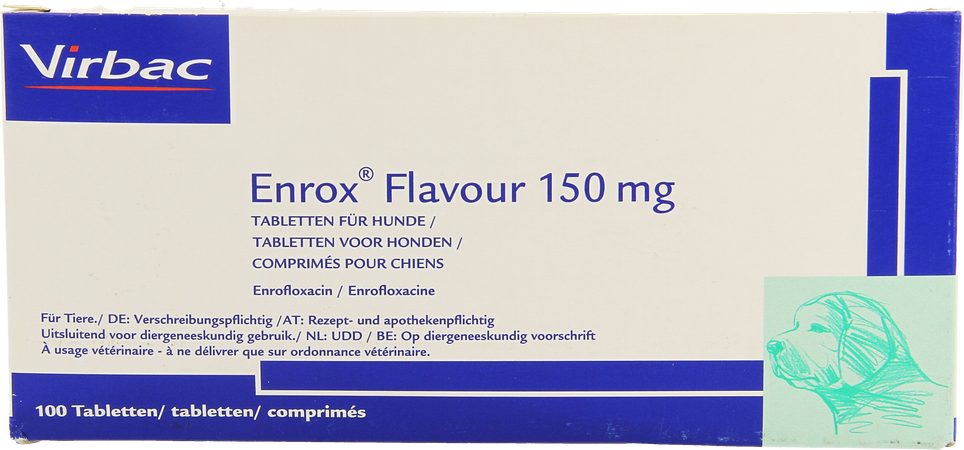 Virbac
Enrox® Flavour 150 mg
TABLETTEN FÜR HUNDE /
TABLETTEN VOOR HONDEN /
COMPRIMÉS POUR CHIENS
Enrofloxacin / Enrofloxacine
Für Tiere./ DE: Verschreibungspflichtig /AT: Rezept- und apothekenpflichtig
Uitsluitend voor diergeneeskundig gebruik./ NL: UDD / BE: Op diergeneeskundig voorschrift
À usage vétérinaire - à ne délivrer que sur ordonnance vétérinaire.
100 Tabletten/ tabletten/ comprimés